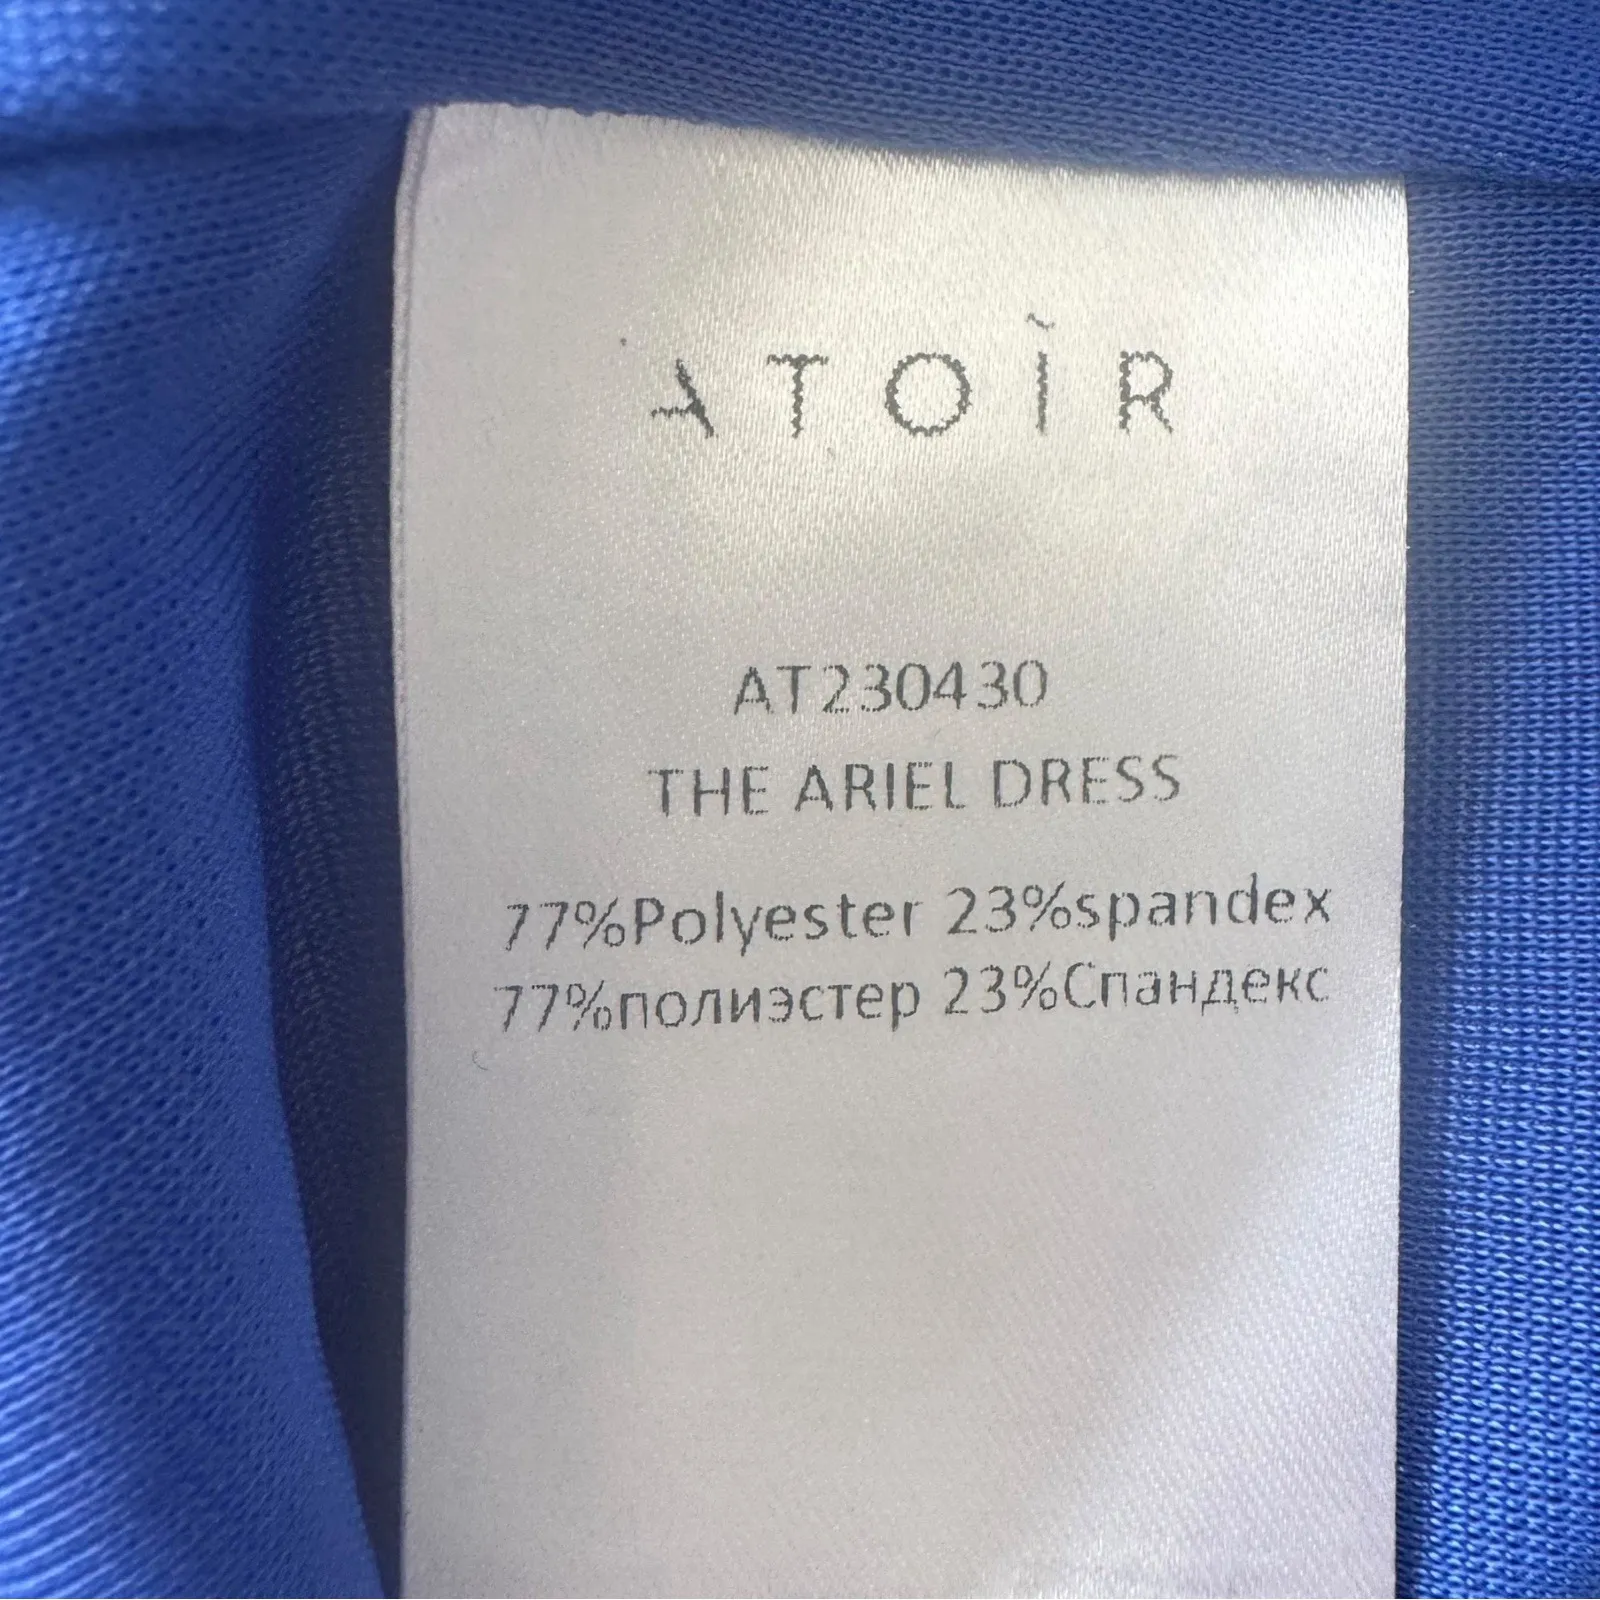 ATOÌR
AT230430
THE ARIEL DRESS
77%Polyester 23%spandex
77%полиэстер 23%Спандекс